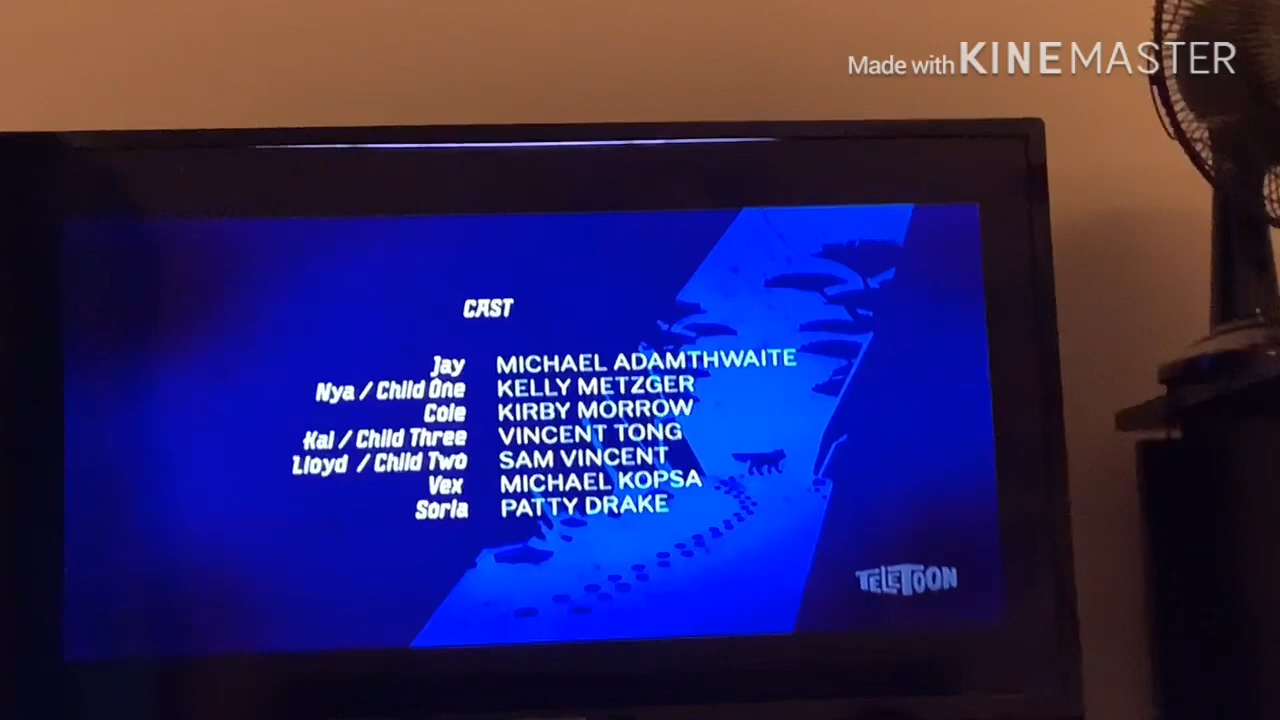 Made with KINEMASTER
CAST
Jay MICHAEL ADAMTHWAITE
Nya / Child One KELLY METZGER
Cole KIRBY MORROW
Kai / Child Three VINCENT TONG
Lloyd / Child Two SAM VINCENT
Vex MICHAEL KOPSA
Sorla PATTY DRAKE
TELETOON